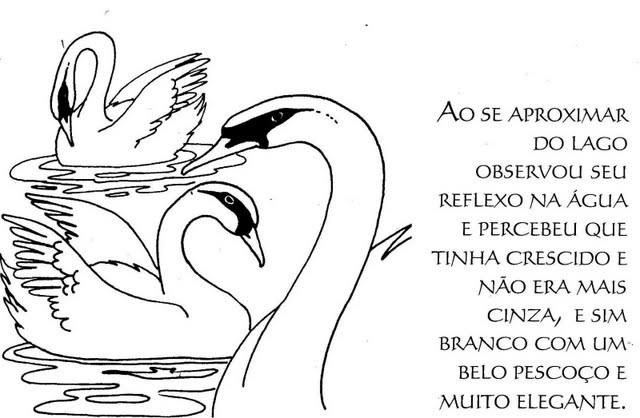 AO SE APROXIMAR
DO LAGO
OBSERVOU SEU
REFLEXO NA ÁGUA
E PERCEBEU QUE
TINHA CRESCIDO E
NÃO ERA MAIS
CINZA, E SIM
BRANCO COM UM
BELO PESCOÇO E
MUITO ELEGANTE.